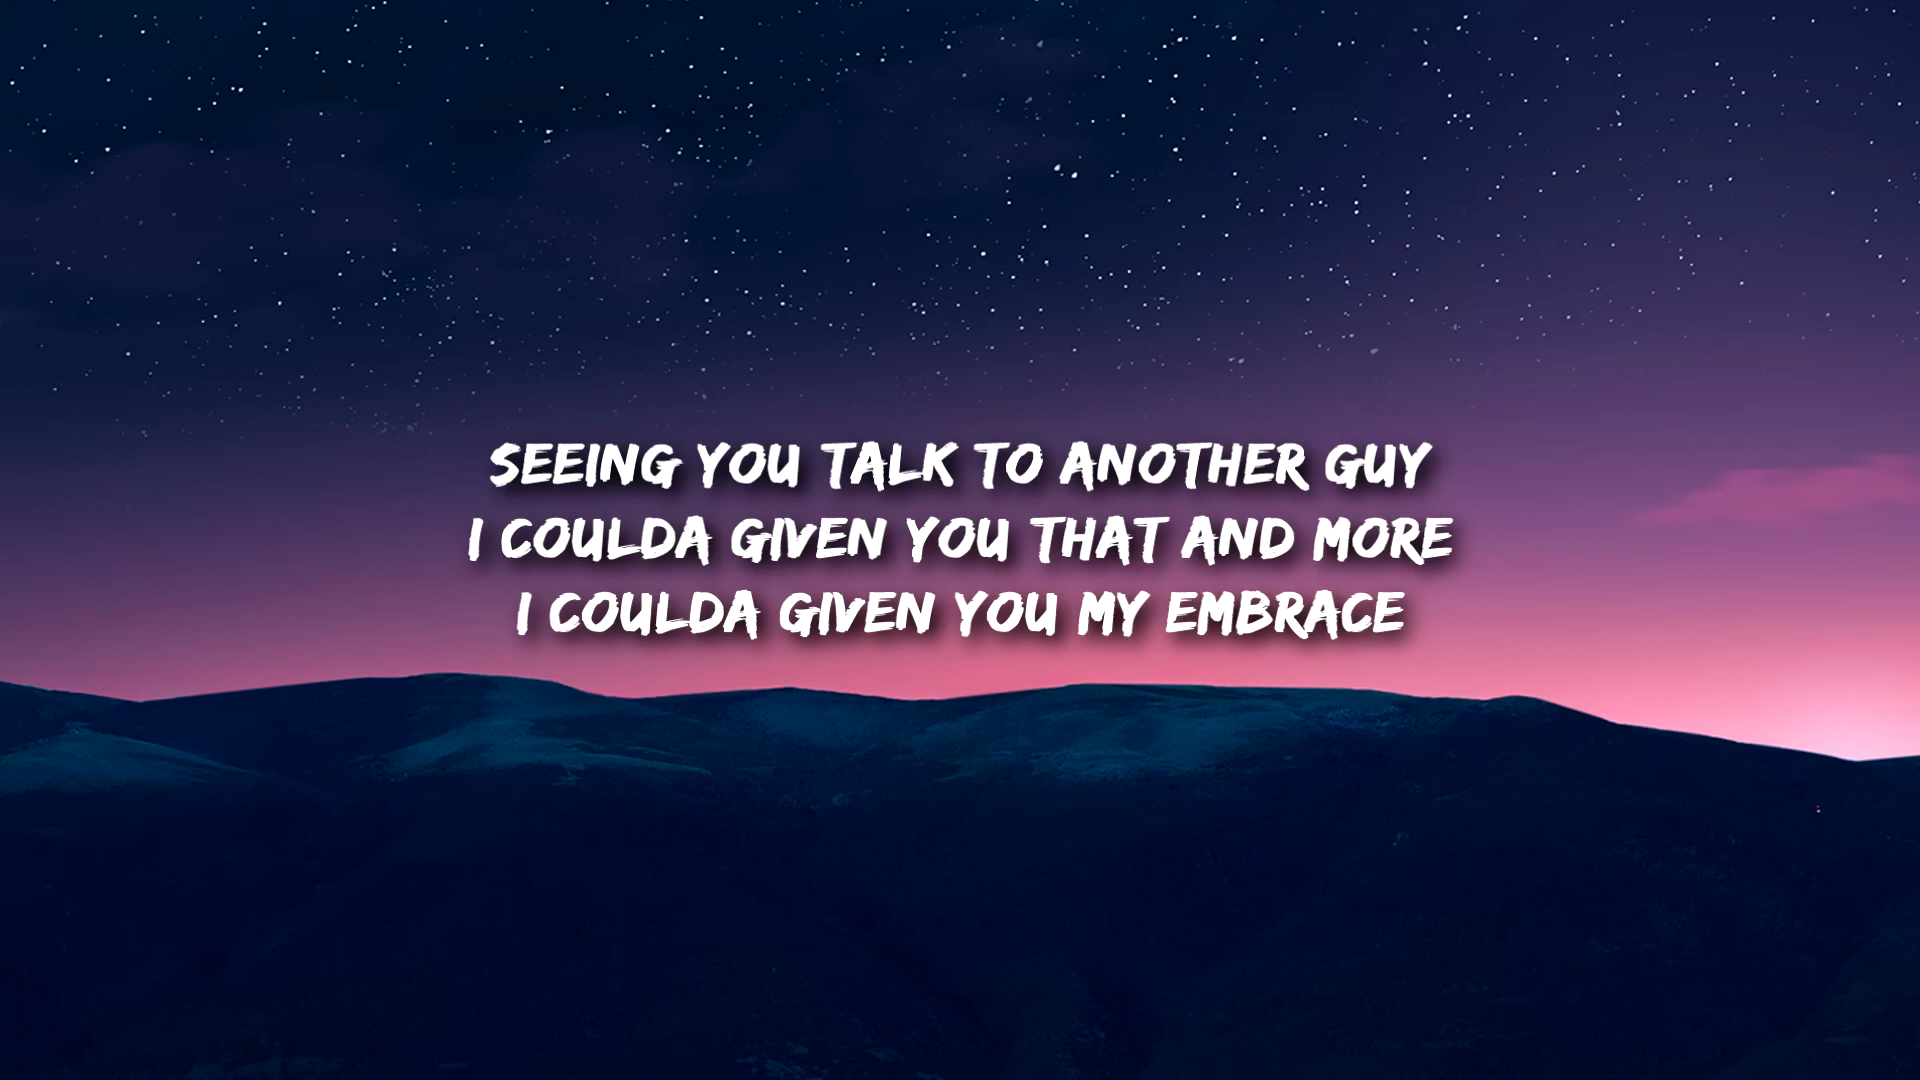 SEEING YOU TALK TO ANOTHER GUY
I COULDA GIVEN YOU THAT AND MORE
I COULDA GIVEN YOU MY EMBRACE